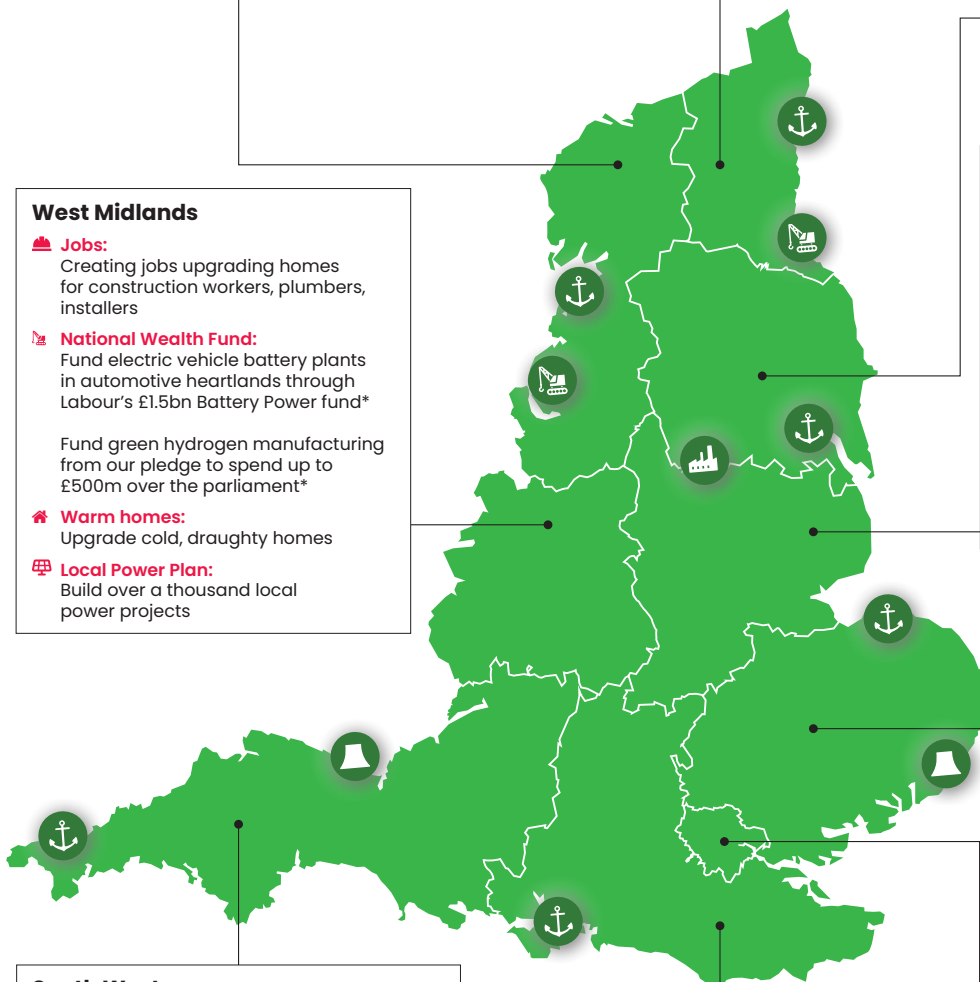 West Midlands
Jobs:
Creating jobs upgrading homes
for construction workers, plumbers,
installers
National Wealth Fund:
Fund electric vehicle battery plants
in automotive heartlands through
Labour's £1.5bn Battery Power fund*
Fund green hydrogen manufacturing
from our pledge to spend up to
£500m over the parliament*
Warm homes:
Upgrade cold, draughty homes
Local Power Plan:
Build over a thousand local
power projects